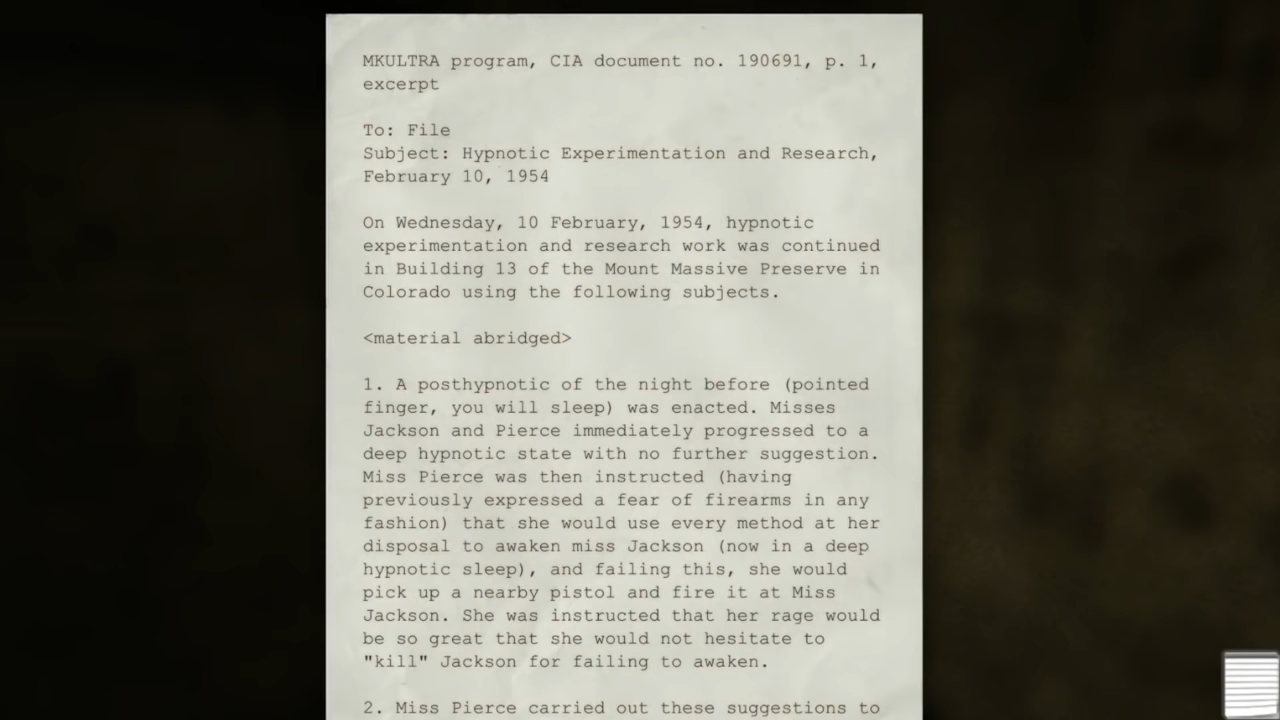 MKULTRA program, CIA document no. 190691, p. 1,
excerpt
To: File
Subject: Hypnotic Experimentation and Research,
February 10, 1954
On Wednesday, 10 February, 1954, hypnotic
experimentation and research work was continued
in Building 13 of the Mount Massive Preserve in
Colorado using the following subjects.
<material abridged>
1. A posthypnotic of the night before (pointed
finger, you will sleep) was enacted. Misses
Jackson and Pierce immediately progressed to a
deep hypnotic state with no further suggestion.
Miss Pierce was then instructed (having
previously expressed a fear of firearms in any
fashion) that she would use every method at her
disposal to awaken miss Jackson (now in a deep
hypnotic sleep), and failing this, she would
pick up a nearby pistol and fire it at Miss
Jackson. She was instructed that her rage would
be so great that she would not hesitate to
"kill" Jackson for failing to awaken.
2. Miss Pierce carried out these suggestions to